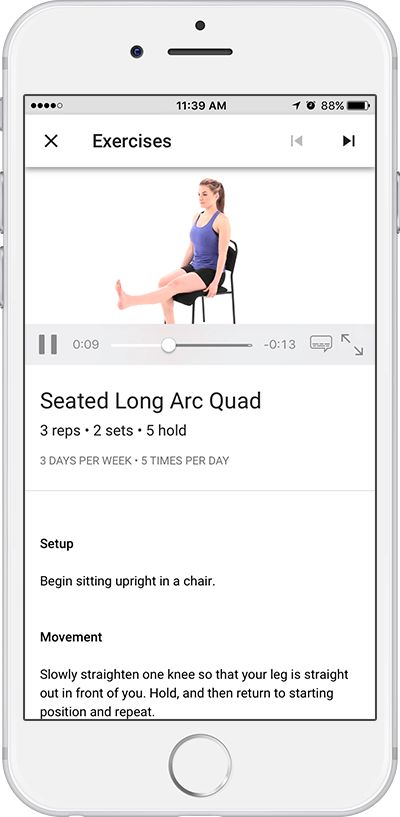 11:39 AM 88%
Exercises
0:09 -0:13
Seated Long Arc Quad
3 reps • 2 sets • 5 hold
3 DAYS PER WEEK • 5 TIMES PER DAY
Setup
Begin sitting upright in a chair.
Movement
Slowly straighten one knee so that your leg is straight
out in front of you. Hold, and then return to starting
position and repeat.